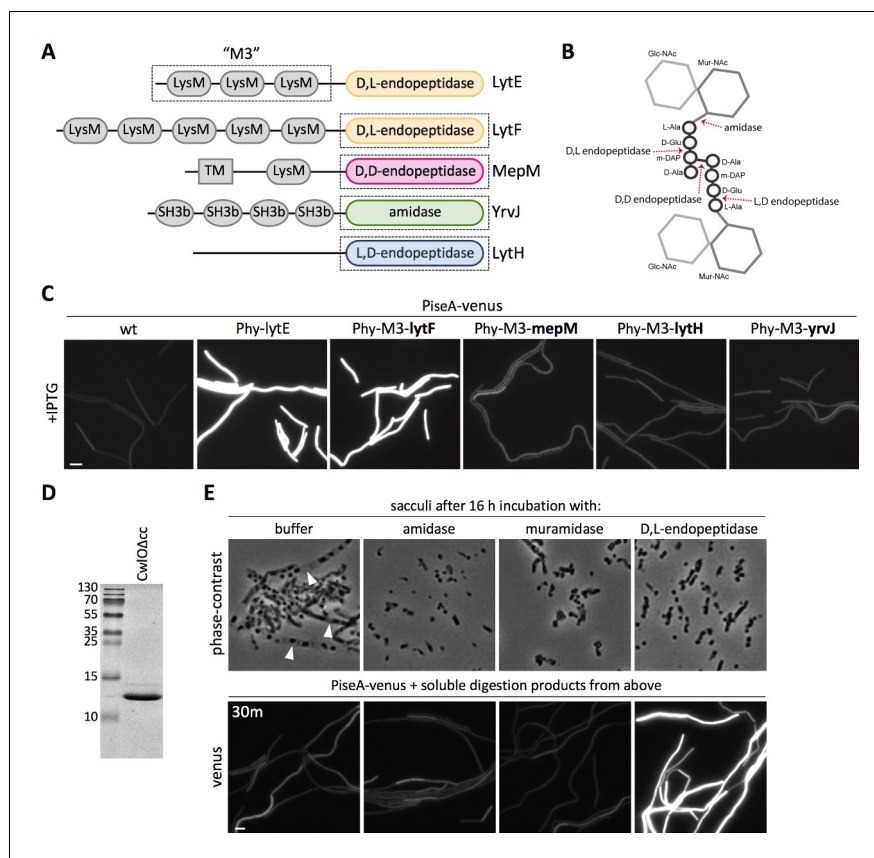 A
"M3"
LysM LysM LysM D,L-endopeptidase LytE
LysM LysM LysM LysM LysM D,L-endopeptidase LytF
TM LysM D,D-endopeptidase MepM
SH3b SH3b SH3b SH3b amidase YrvJ
L,D-endopeptidase LytH
B
Glc-NAc
Mur-NAc
L-Ala
amidase
D-Glu
D,L endopeptidase
m-DAP
D-Ala
D-Ala
m-DAP
D,D endopeptidase
D-Glu
L-Ala
L,D endopeptidase
Glc-NAc
Mur-NAc
C
PiseA-venus
wt Phy-lytE Phy-M3-lytF Phy-M3-mepM Phy-M3-lytH Phy-M3-yrvJ
+IPTG
D
CwlOΔcc
130
70
55
35
25
15
10
E
sacculi after 16 h incubation with:
buffer amidase muramidase D,L-endopeptidase
phase-contrast
PiseA-venus + soluble digestion products from above
30m
venus